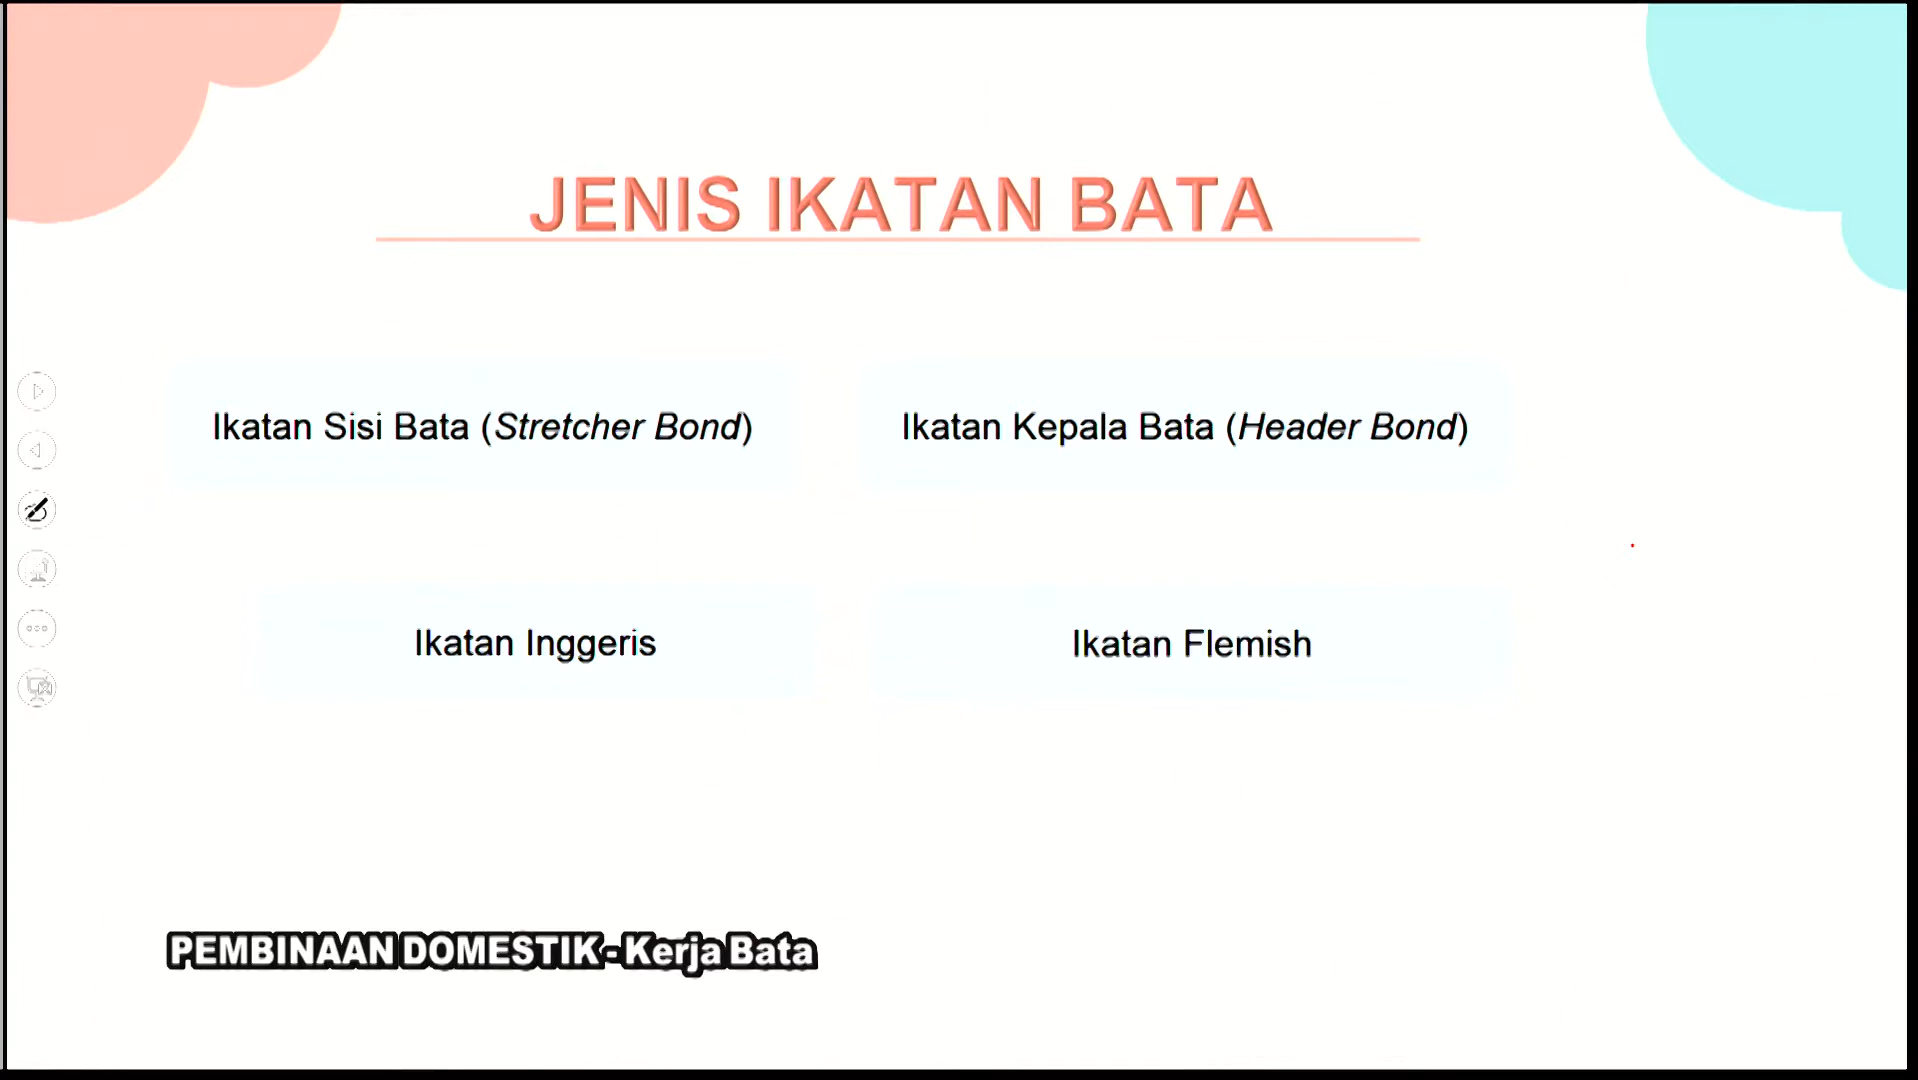 JENIS IKATAN BATA
Ikatan Sisi Bata (Stretcher Bond)
Ikatan Kepala Bata (Header Bond)
Ikatan Inggeris
Ikatan Flemish
PEMBINAAN DOMESTIK - Kerja Bata